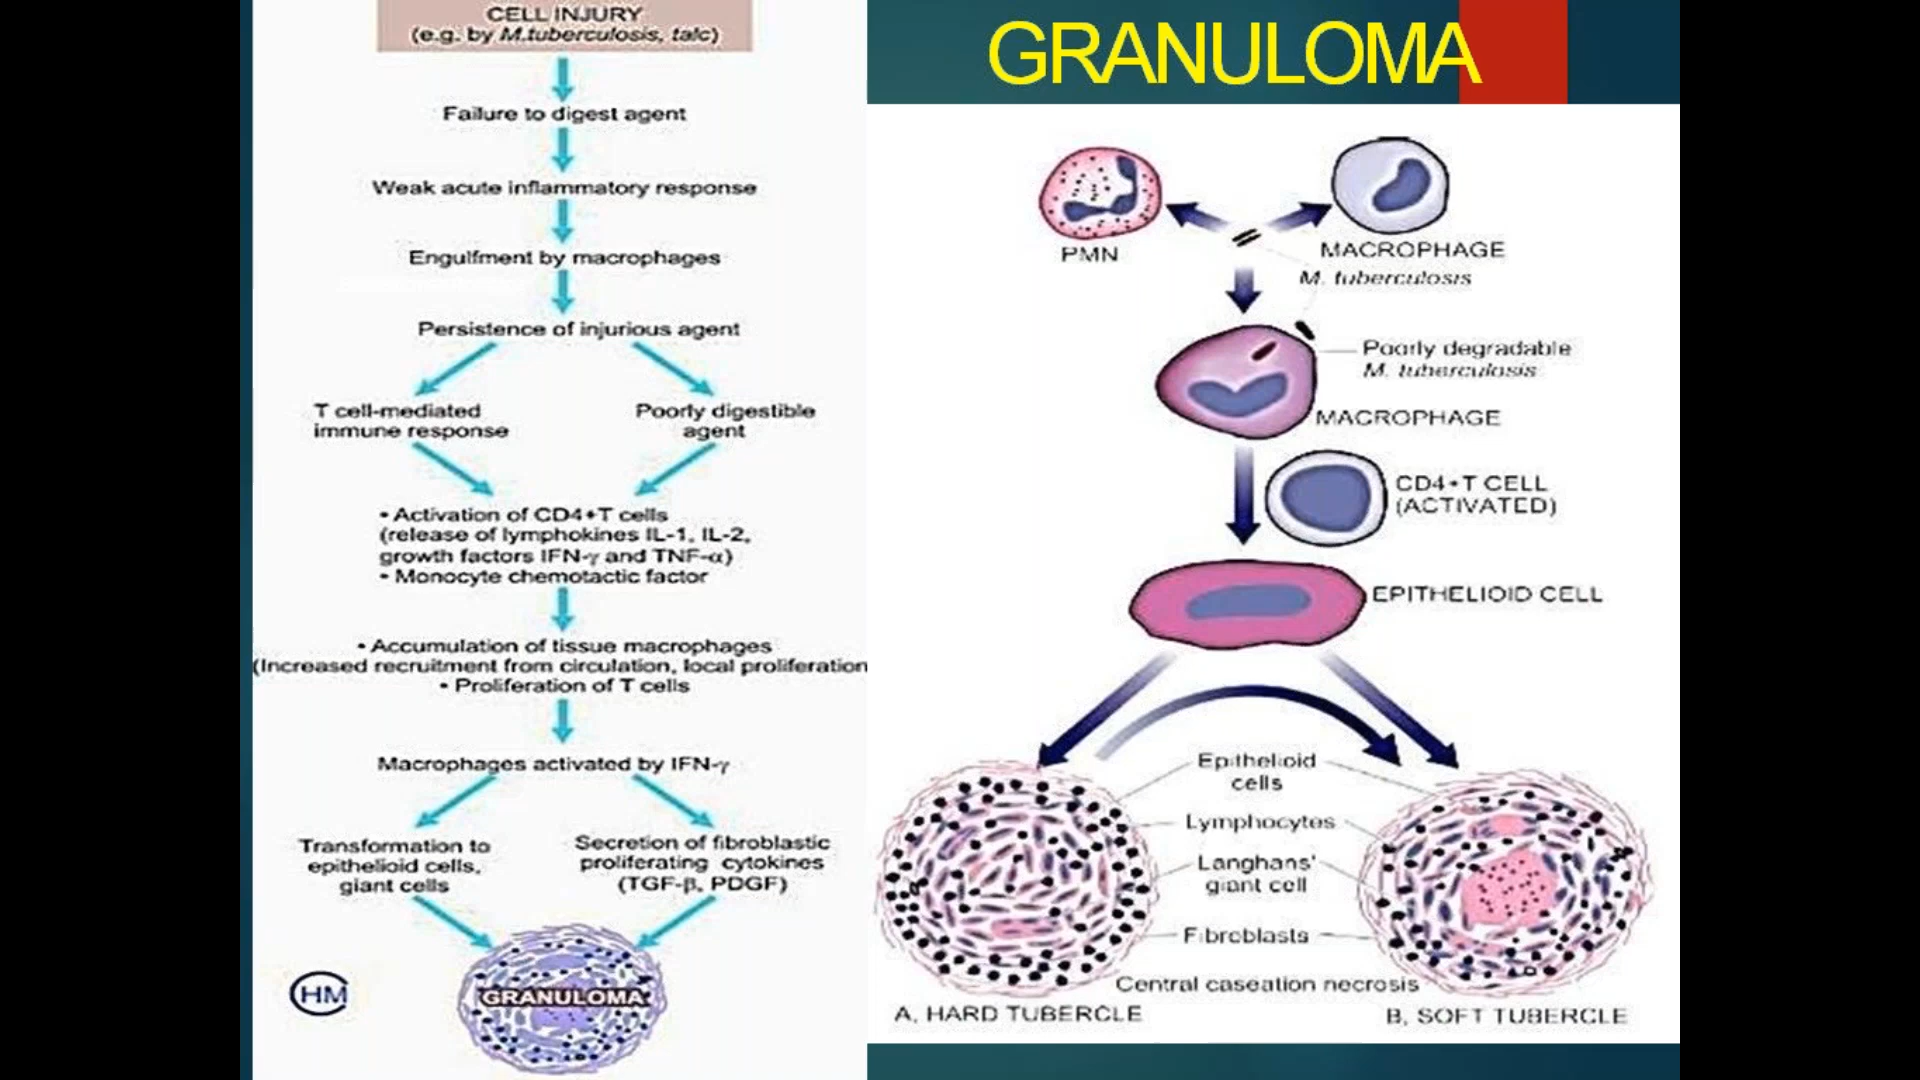 CELL INJURY
(e.g. by M.tuberculosis, talc)
Failure to digest agent
Weak acute inflammatory response
Engulfment by macrophages
Persistence of injurious agent
T cell-mediated
immune response
Poorly digestible
agent
• Activation of CD4+T cells
(release of lymphokines IL-1, IL-2,
growth factors IFN-γ and TNF-α)
• Monocyte chemotactic factor
• Accumulation of tissue macrophages
(Increased recruitment from circulation, local proliferation
• Proliferation of T cells
Macrophages activated by IFN-γ
Transformation to
epithelioid cells,
giant cells
Secretion of fibroblastic
proliferating cytokines
(TGF-β, PDGF)
GRANULOMA
HM
GRANULOMA
PMN
MACROPHAGE
M. tuberculosis
Poorly degradable
M. tuberculosis
MACROPHAGE
CD4+T CELL
(ACTIVATED)
EPITHELIOID CELL
Epithelioid
cells
Lymphocytes
Langhans'
giant cell
Fibroblasts
Central caseation necrosis
A, HARD TUBERCLE
B, SOFT TUBERCLE